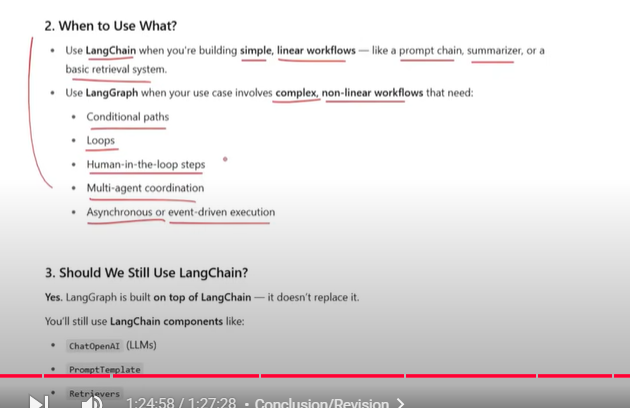 2. When to Use What?
• Use LangChain when you're building simple, linear workflows — like a prompt chain, summarizer, or a
basic retrieval system.
• Use LangGraph when your use case involves complex, non-linear workflows that need:
• Conditional paths
• Loops
• Human-in-the-loop steps
• Multi-agent coordination
• Asynchronous or event-driven execution
3. Should We Still Use LangChain?
Yes. LangGraph is built on top of LangChain — it doesn't replace it.
You'll still use LangChain components like:
• ChatOpenAI (LLMs)
• PromptTemplate
• Retrievers
1:24:58 / 1:27:28 • Conclusion/Revision >